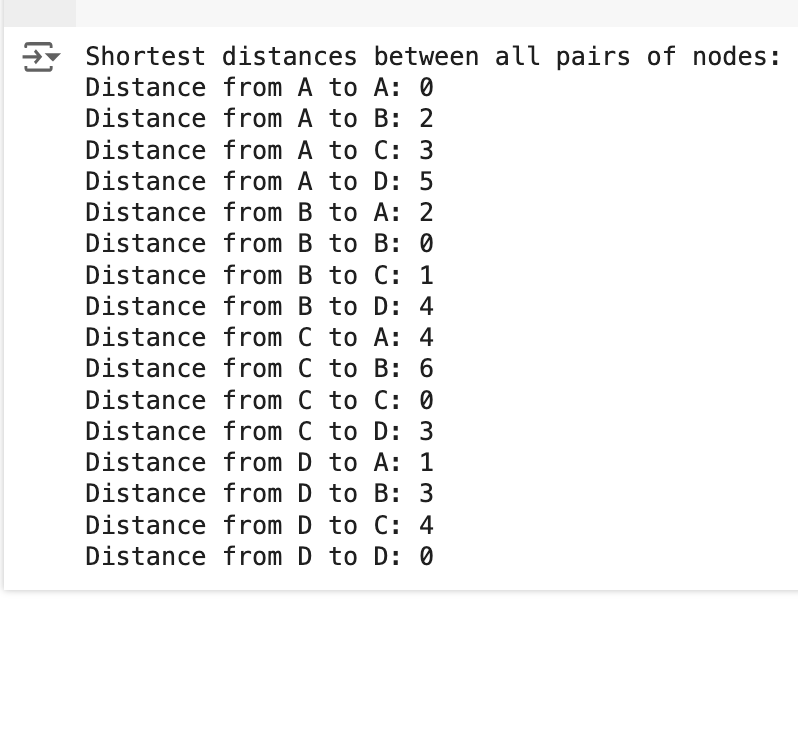 Shortest distances between all pairs of nodes:
Distance from A to A: 0
Distance from A to B: 2
Distance from A to C: 3
Distance from A to D: 5
Distance from B to A: 2
Distance from B to B: 0
Distance from B to C: 1
Distance from B to D: 4
Distance from C to A: 4
Distance from C to B: 6
Distance from C to C: 0
Distance from C to D: 3
Distance from D to A: 1
Distance from D to B: 3
Distance from D to C: 4
Distance from D to D: 0